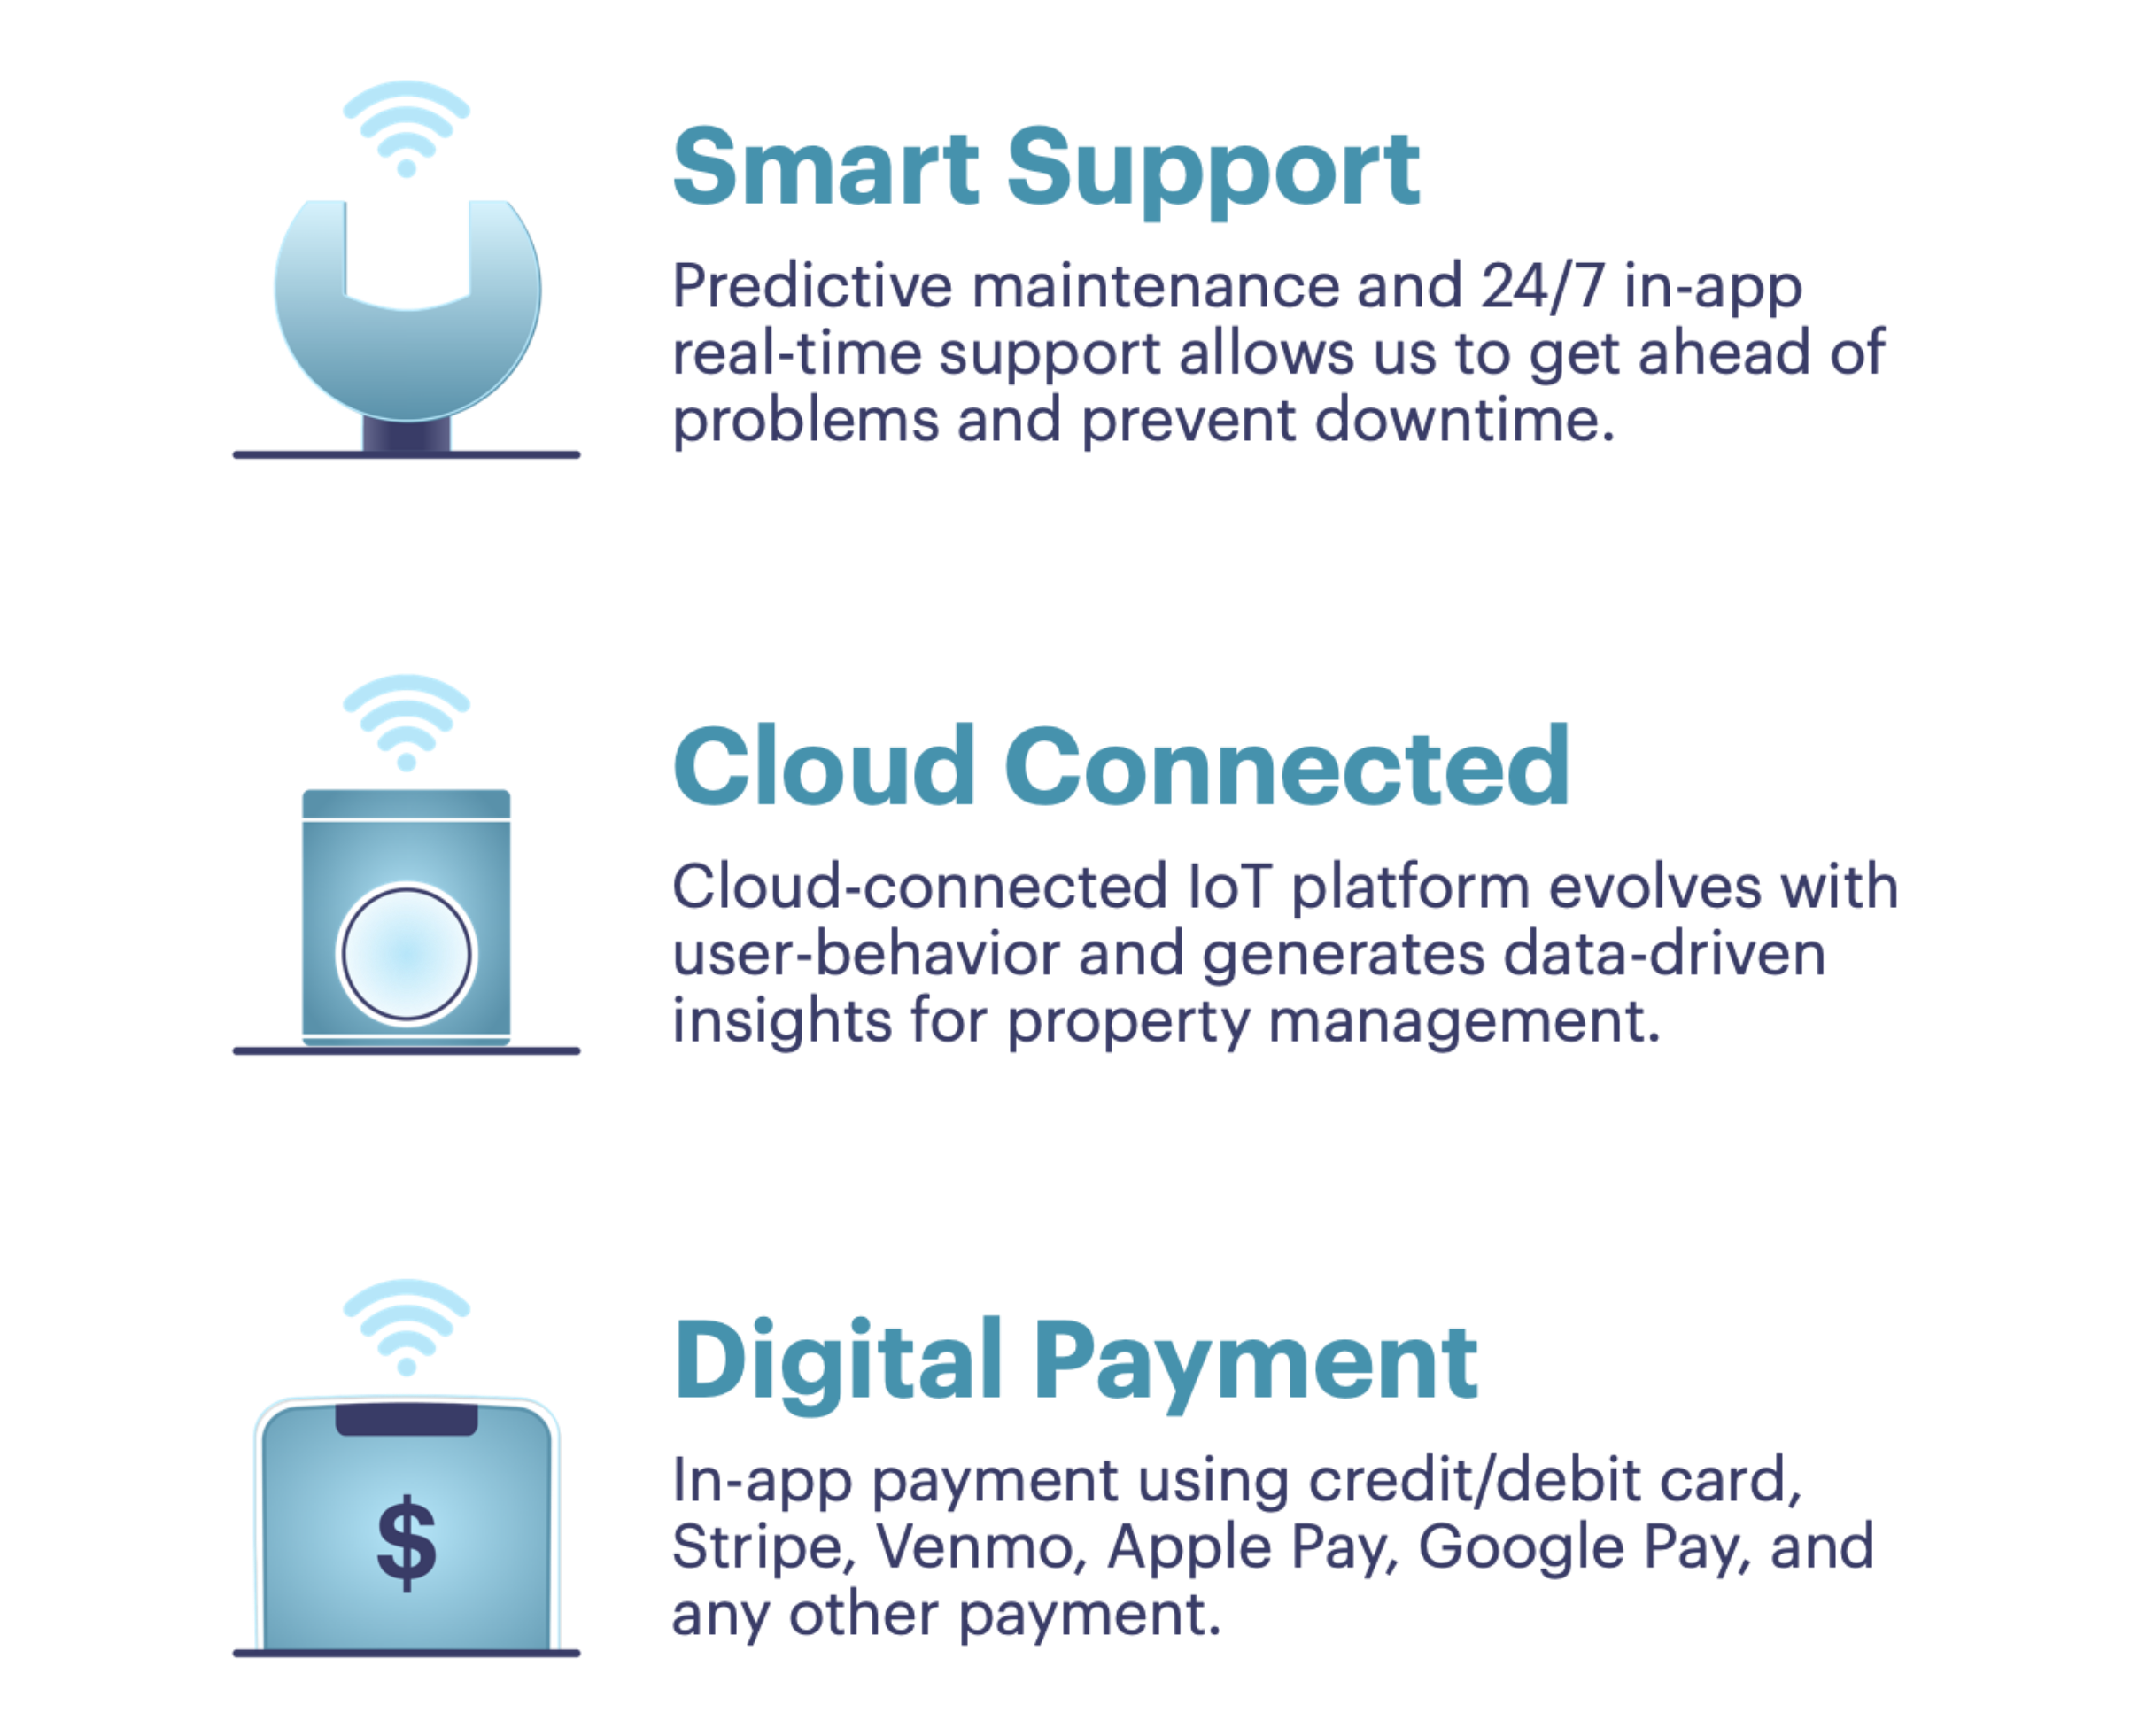 Smart Support
Predictive maintenance and 24/7 in-app
real-time support allows us to get ahead of
problems and prevent downtime.
Cloud Connected
Cloud-connected IoT platform evolves with
user-behavior and generates data-driven
insights for property management.
Digital Payment
$
In-app payment using credit/debit card,
Stripe, Venmo, Apple Pay, Google Pay, and
any other payment.